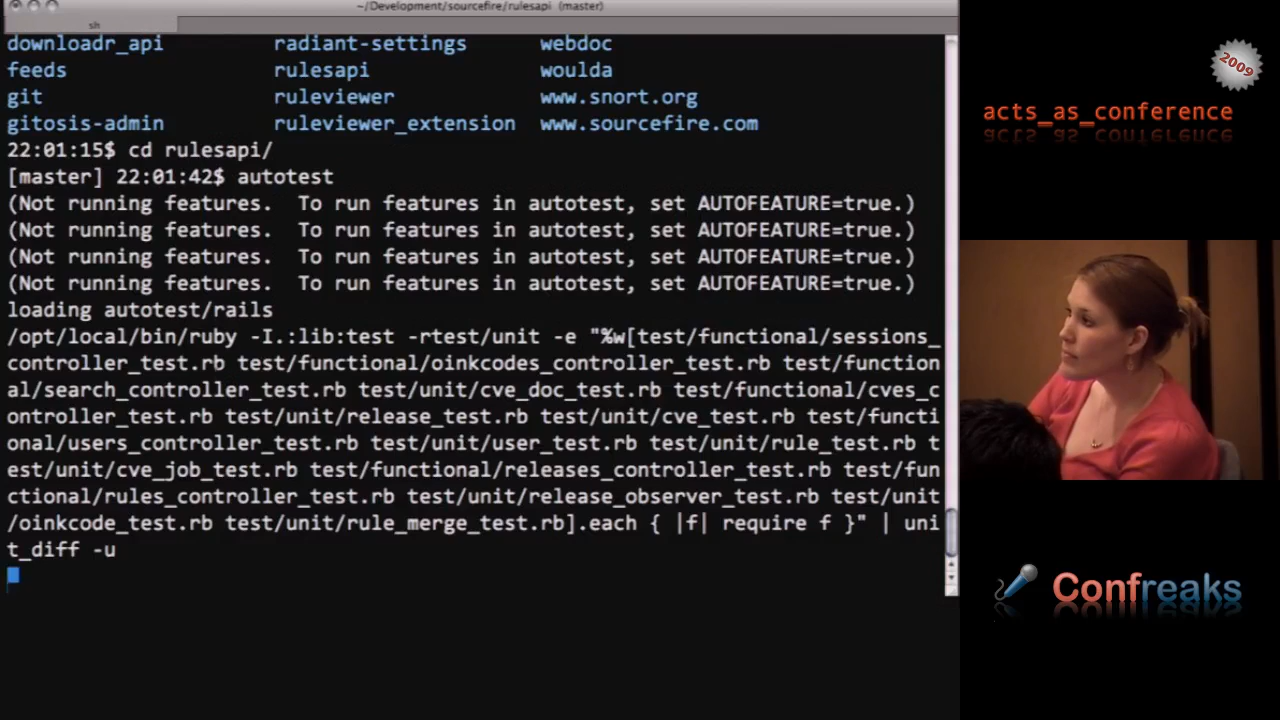 ~/Development/sourcefire/rulesapi (master)
sh
downloadr_api radiant-settings webdoc
feeds rulesapi woulda
git ruleviewer www.snort.org
gitosis-admin ruleviewer_extension www.sourcefire.com
22:01:15$ cd rulesapi/
[master] 22:01:42$ autotest
(Not running features.  To run features in autotest, set AUTOFEATURE=true.)
(Not running features.  To run features in autotest, set AUTOFEATURE=true.)
(Not running features.  To run features in autotest, set AUTOFEATURE=true.)
(Not running features.  To run features in autotest, set AUTOFEATURE=true.)
loading autotest/rails
/opt/local/bin/ruby -I.:lib:test -rtest/unit -e "%w[test/functional/sessions_
controller_test.rb test/functional/oinkcodes_controller_test.rb test/function
al/search_controller_test.rb test/unit/cve_doc_test.rb test/functional/cves_c
ontroller_test.rb test/unit/release_test.rb test/unit/cve_test.rb test/functi
onal/users_controller_test.rb test/unit/user_test.rb test/unit/rule_test.rb t
est/unit/cve_job_test.rb test/functional/releases_controller_test.rb test/fun
ctional/rules_controller_test.rb test/unit/release_observer_test.rb test/unit
/oinkcode_test.rb test/unit/rule_merge_test.rb].each { |f| require f }" | uni
t_diff -u
2009
acts_as_conference
Confreaks